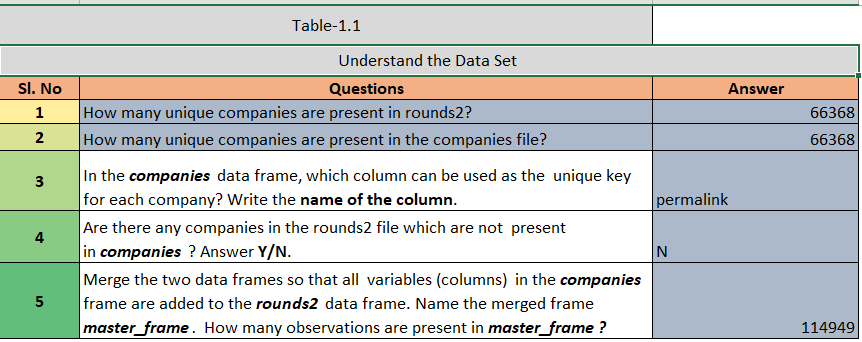 Table-1.1
Understand the Data Set
Sl. No Questions Answer
1 How many unique companies are present in rounds2? 66368
2 How many unique companies are present in the companies file? 66368
3 In the companies data frame, which column can be used as the unique key
for each company? Write the name of the column. permalink
4 Are there any companies in the rounds2 file which are not present
in companies ? Answer Y/N. N
5 Merge the two data frames so that all variables (columns) in the companies
frame are added to the rounds2 data frame. Name the merged frame
master_frame . How many observations are present in master_frame ? 114949